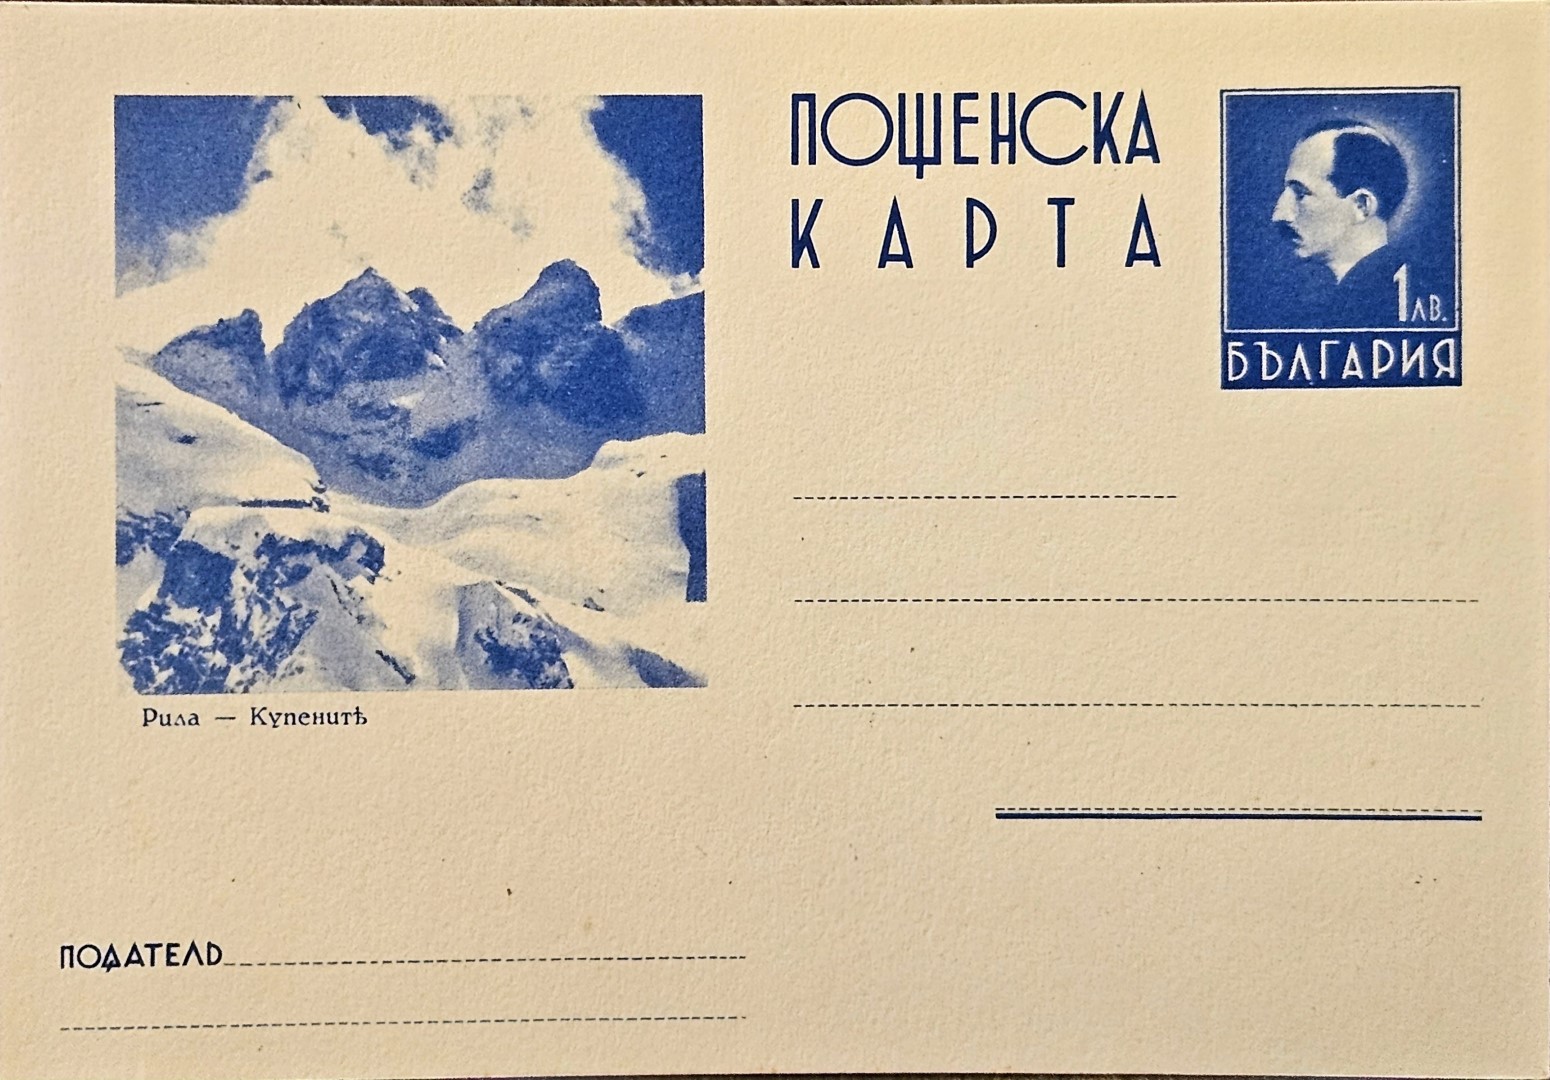 ПОЩЕНСКА
КАРТА
1 ЛВ.
БЪЛГАРИЯ
Рила — Купенитѣ
ПОДАТЕЛЬ